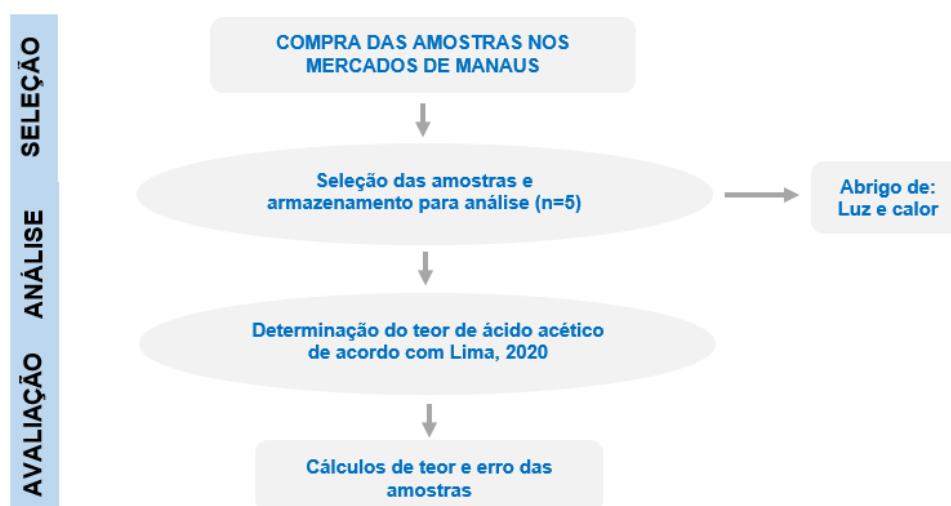 SELEÇÃO
COMPRA DAS AMOSTRAS NOS
MERCADOS DE MANAUS
Seleção das amostras e
armazenamento para análise (n=5)
Abrigo de:
Luz e calor
ANÁLISE
Determinação do teor de ácido acético
de acordo com Lima, 2020
AVALIAÇÃO
Cálculos de teor e erro das
amostras